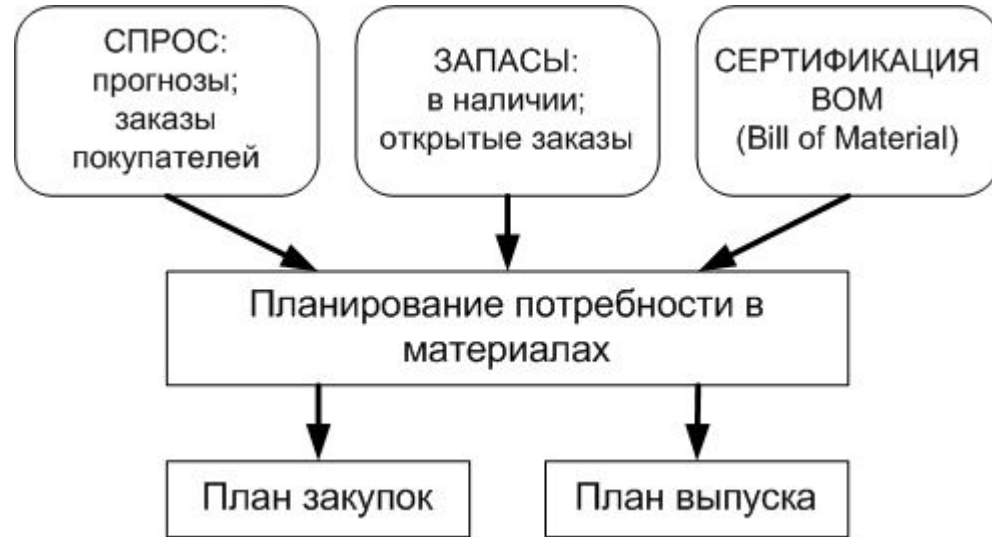 СПРОС:
прогнозы;
заказы
покупателей
ЗАПАСЫ:
в наличии;
открытые заказы
СЕРТИФИКАЦИЯ
BOM
(Bill of Material)
Планирование потребности в
материалах
План закупок
План выпуска